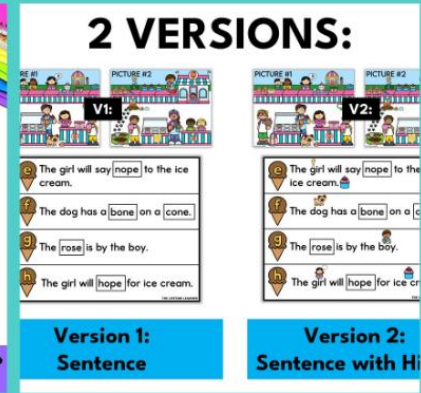 2 VERSIONS:
RE #1
PICTURE #2
V1:
e
The girl will say nope to the ice
cream.
f
The dog has a bone on a cone.
g
The rose is by the boy.
h
The girl will hope for ice cream.
Version 1:
Sentence
PICTURE #1
PICTURE #2
V2:
e
The girl will say nope to the
ice cream.
f
The dog has a bone on a c
g
The rose is by the boy.
h
The girl will hope for ice cr
Version 2:
Sentence with Hi